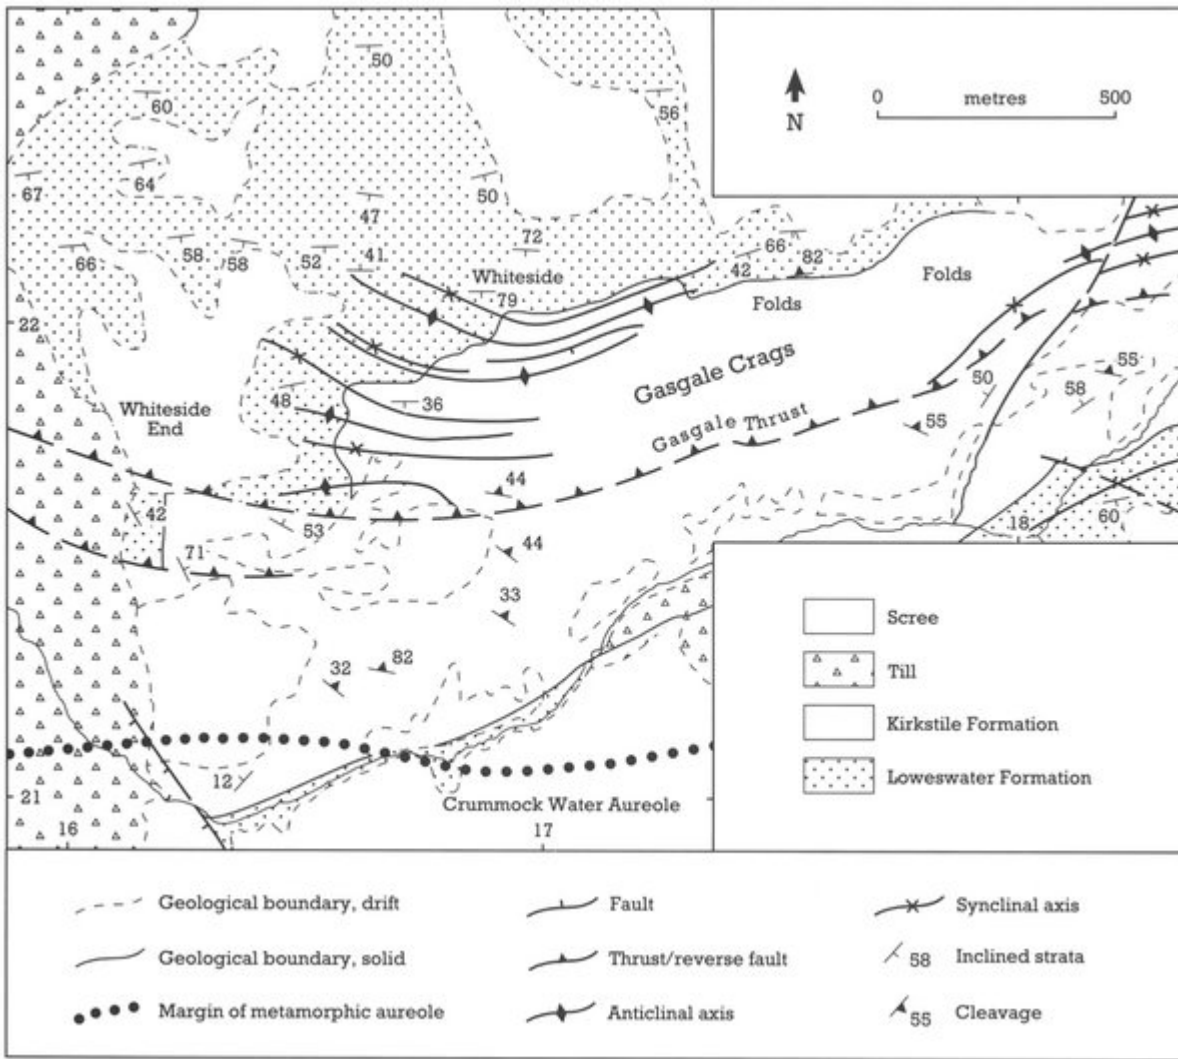 50
60
56
N
0 metres 500
67
64
50
47
66
58
58
52
41
72
66
42
82
Whiteside
79
Folds
Folds
22
Gasgale Crags
Whiteside
End
48
36
50
55
58
55
Gasgale Thrust
44
42
53
44
18
60
71
33
32
82
12
21
16
17
Crummock Water Aureole
Scree
Till
Kirkstile Formation
Loweswater Formation
Geological boundary, drift
Fault
Synclinal axis
Geological boundary, solid
Thrust/reverse fault
58 Inclined strata
Margin of metamorphic aureole
Anticlinal axis
55 Cleavage